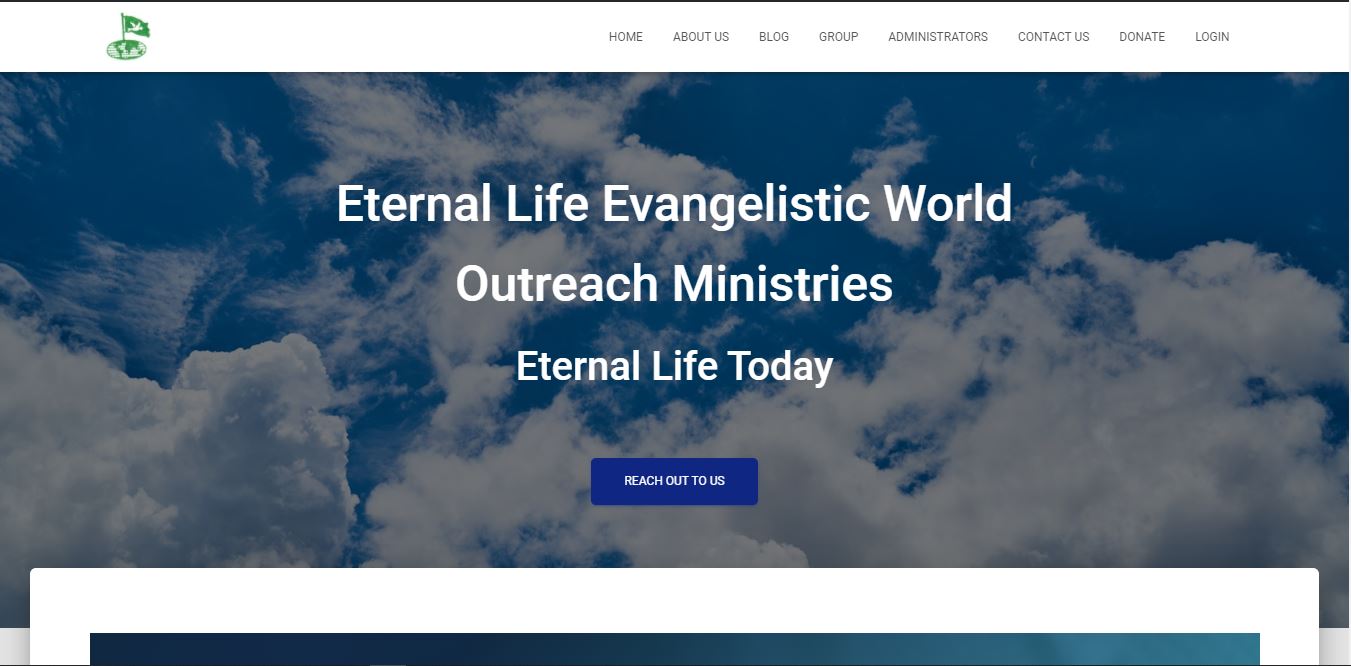 HOME ABOUT US BLOG GROUP ADMINISTRATORS CONTACT US DONATE LOGIN
Eternal Life Evangelistic World
Outreach Ministries
Eternal Life Today
REACH OUT TO US